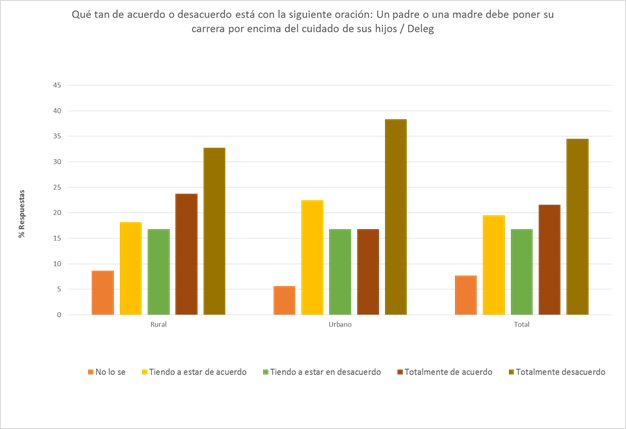 Qué tan de acuerdo o desacuerdo está con la siguiente oración: Un padre o una madre debe poner su
carrera por encima del cuidado de sus hijos / Deleg
45
40
35
30
25
20
15
10
5
0
% Respuestas
Rural
Urbano
Total
No lo se
Tiendo a estar de acuerdo
Tiendo a estar en desacuerdo
Totalmente de acuerdo
Totalmente desacuerdo